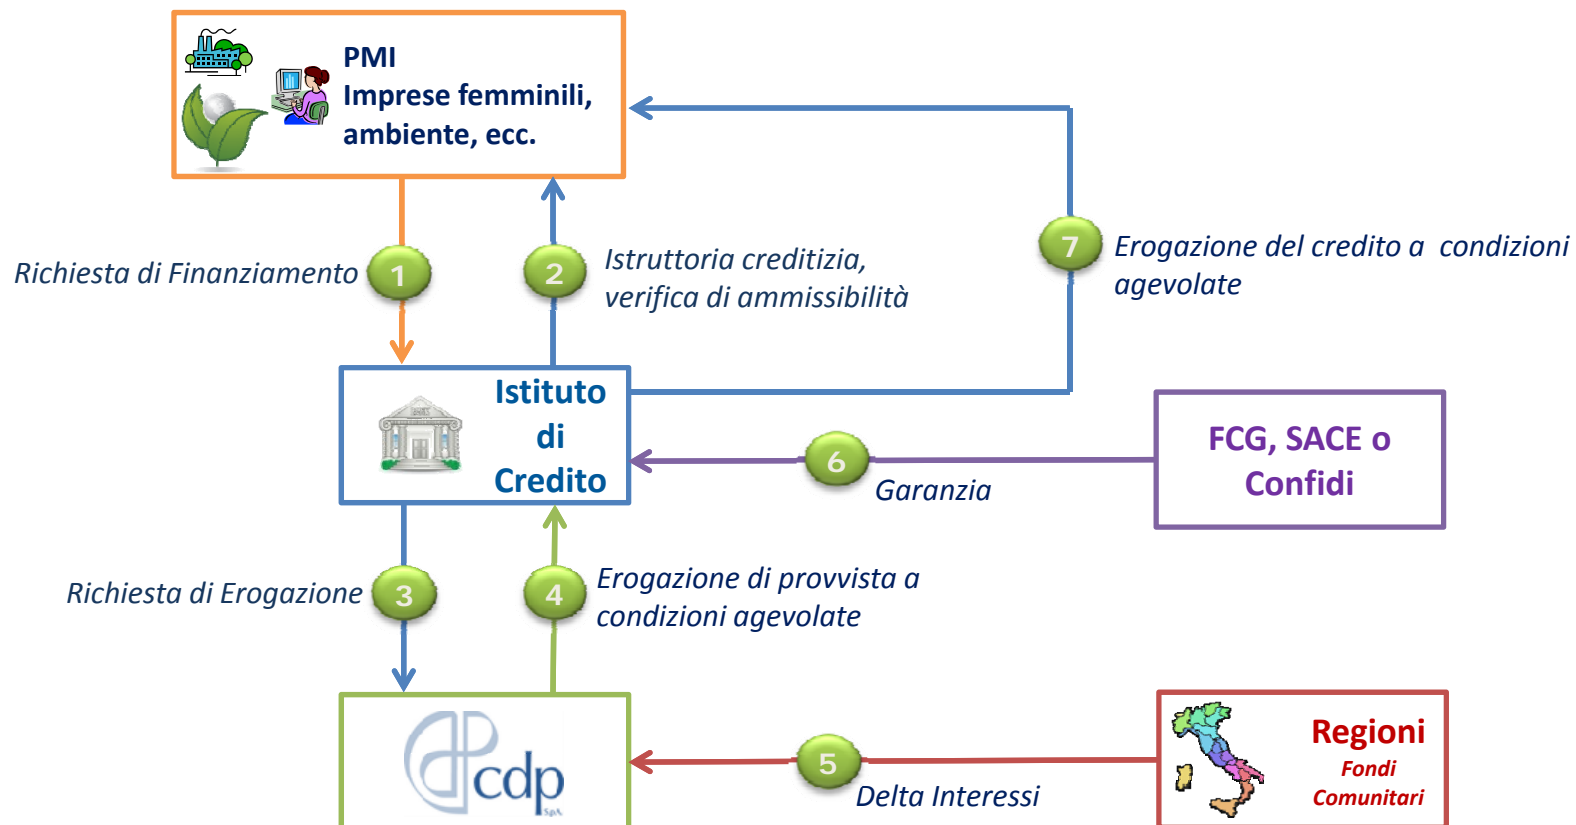 PMI
Imprese femminili,
ambiente, ecc.
1
Richiesta di Finanziamento
2
Istruttoria creditizia,
verifica di ammissibilità
7
Erogazione del credito a  condizioni
agevolate
Istituto
di
Credito
6
Garanzia
FCG, SACE o
Confidi
3
Richiesta di Erogazione
4
Erogazione di provvista a
condizioni agevolate
cdp
SpA
5
Delta Interessi
Regioni
Fondi
Comunitari